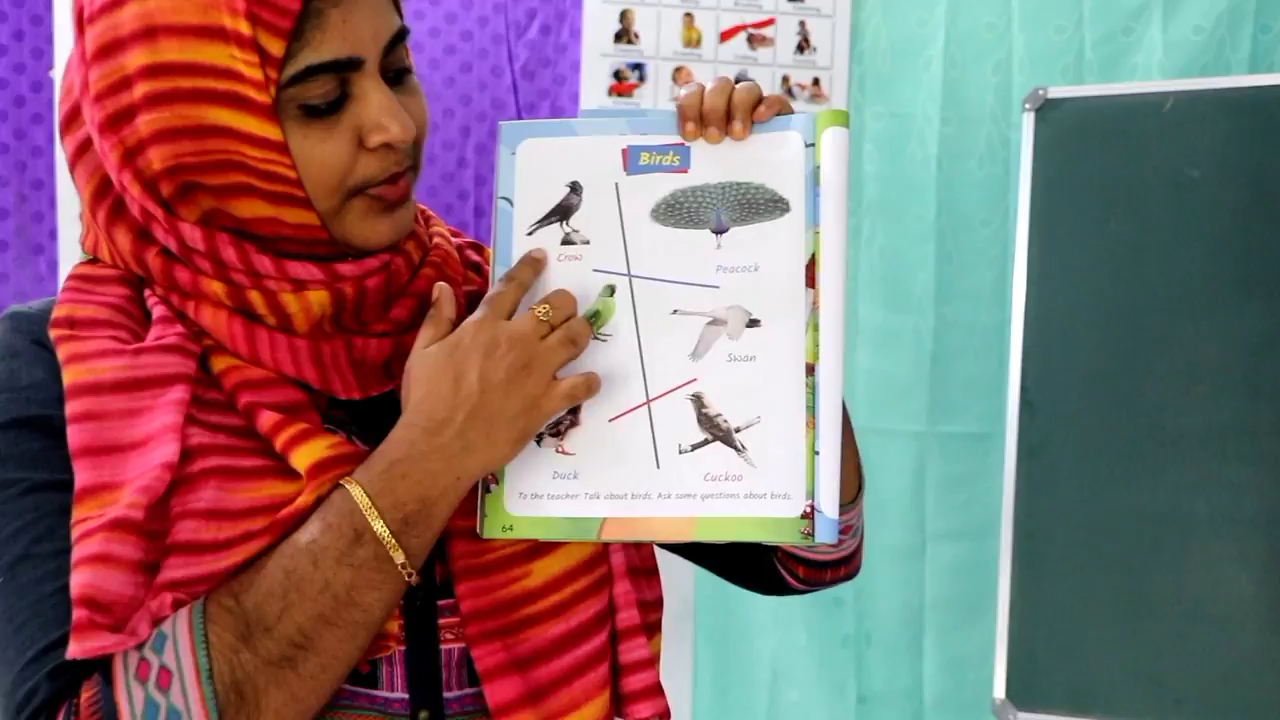 Birds
Crow
Peacock
Swan
Duck
Cuckoo
To the teacher: Talk about birds. Ask some questions about birds.
64